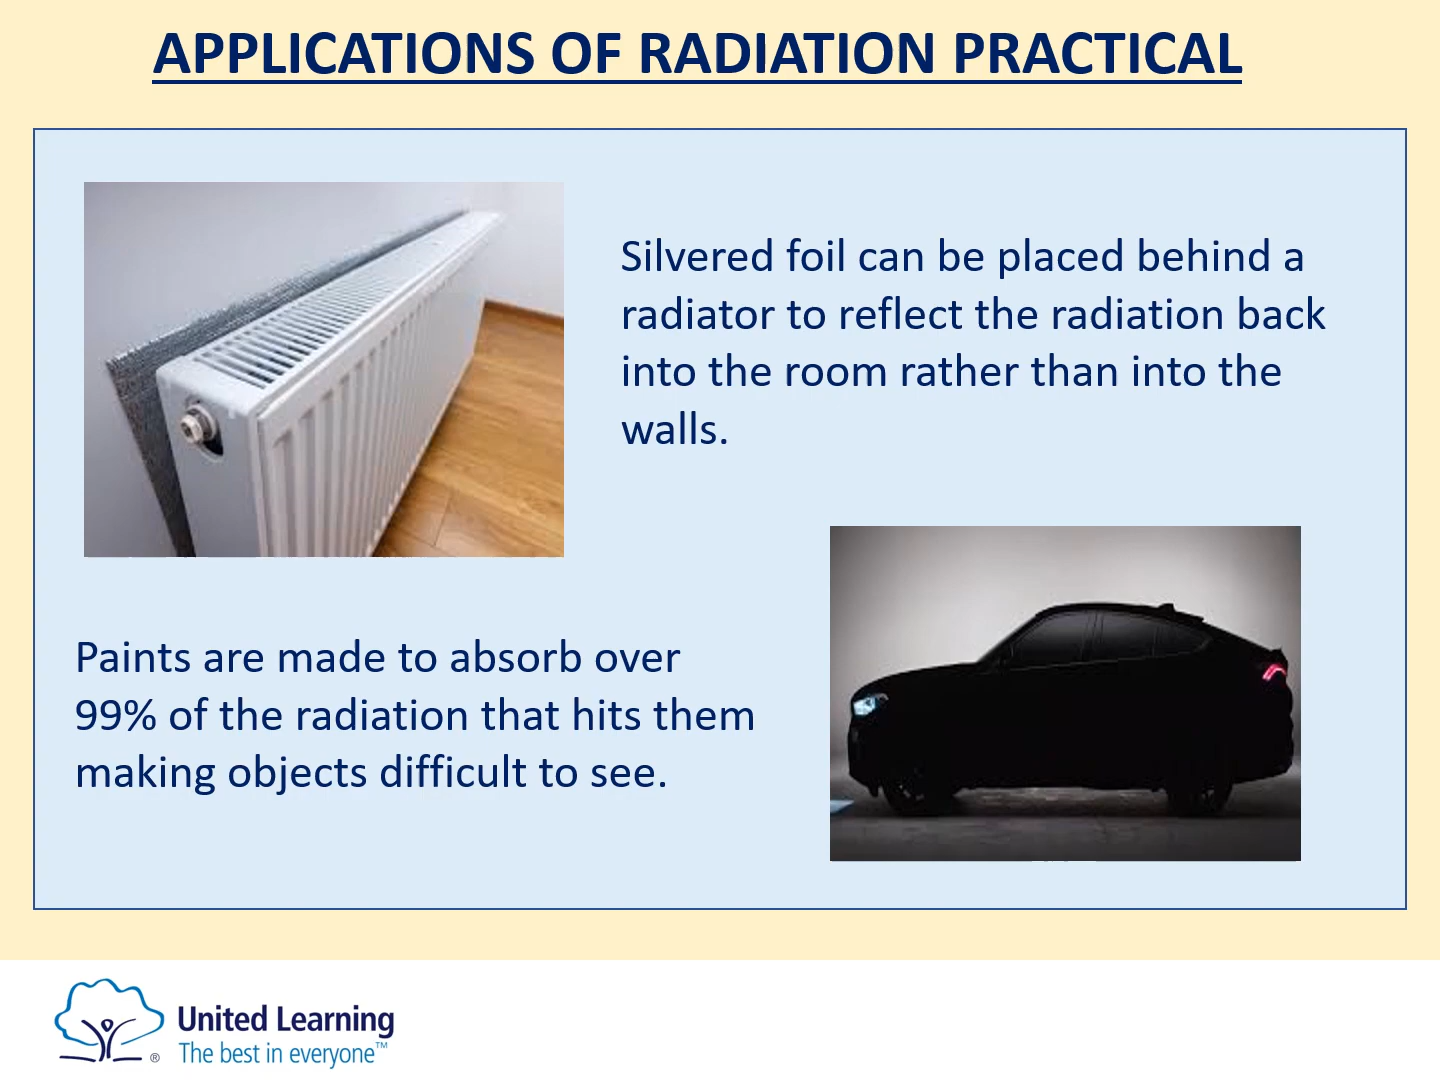 APPLICATIONS OF RADIATION PRACTICAL
Silvered foil can be placed behind a
radiator to reflect the radiation back
into the room rather than into the
walls.
Paints are made to absorb over
99% of the radiation that hits them
making objects difficult to see.
United Learning
®
The best in everyone™